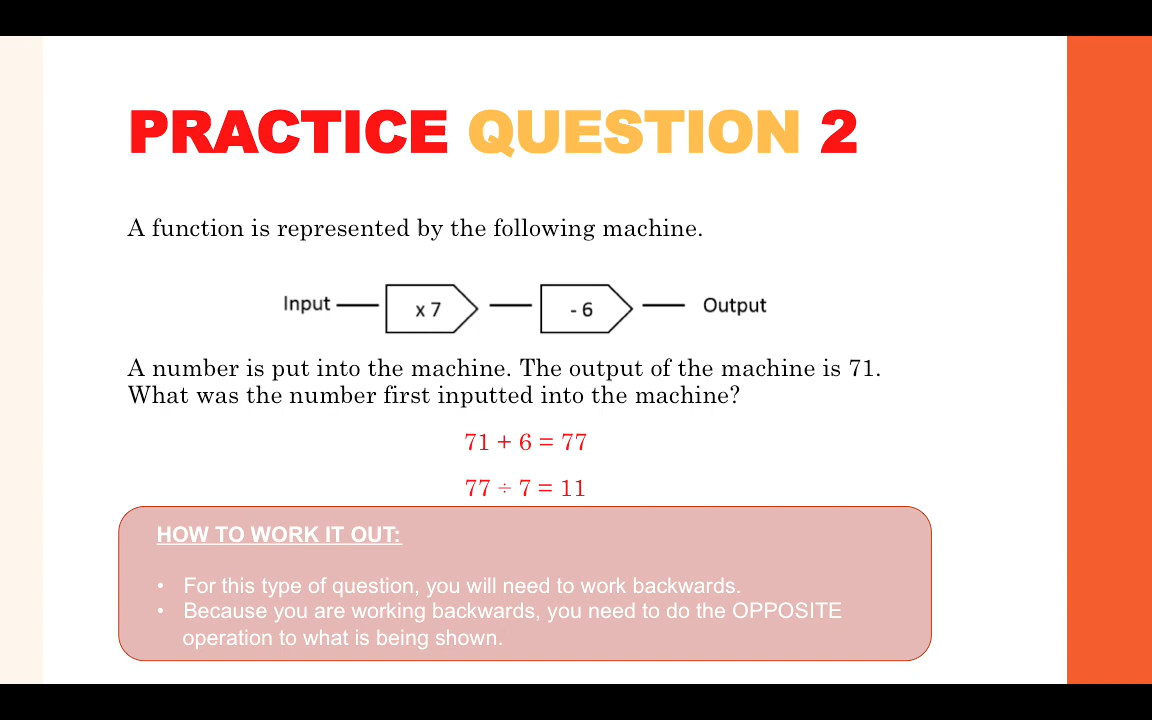 PRACTICE QUESTION 2
A function is represented by the following machine.
Input x 7 - 6 Output
A number is put into the machine. The output of the machine is 71.
What was the number first inputted into the machine?
71 + 6 = 77
77 ÷ 7 = 11
HOW TO WORK IT OUT:
• For this type of question, you will need to work backwards.
• Because you are working backwards, you need to do the OPPOSITE
operation to what is being shown.